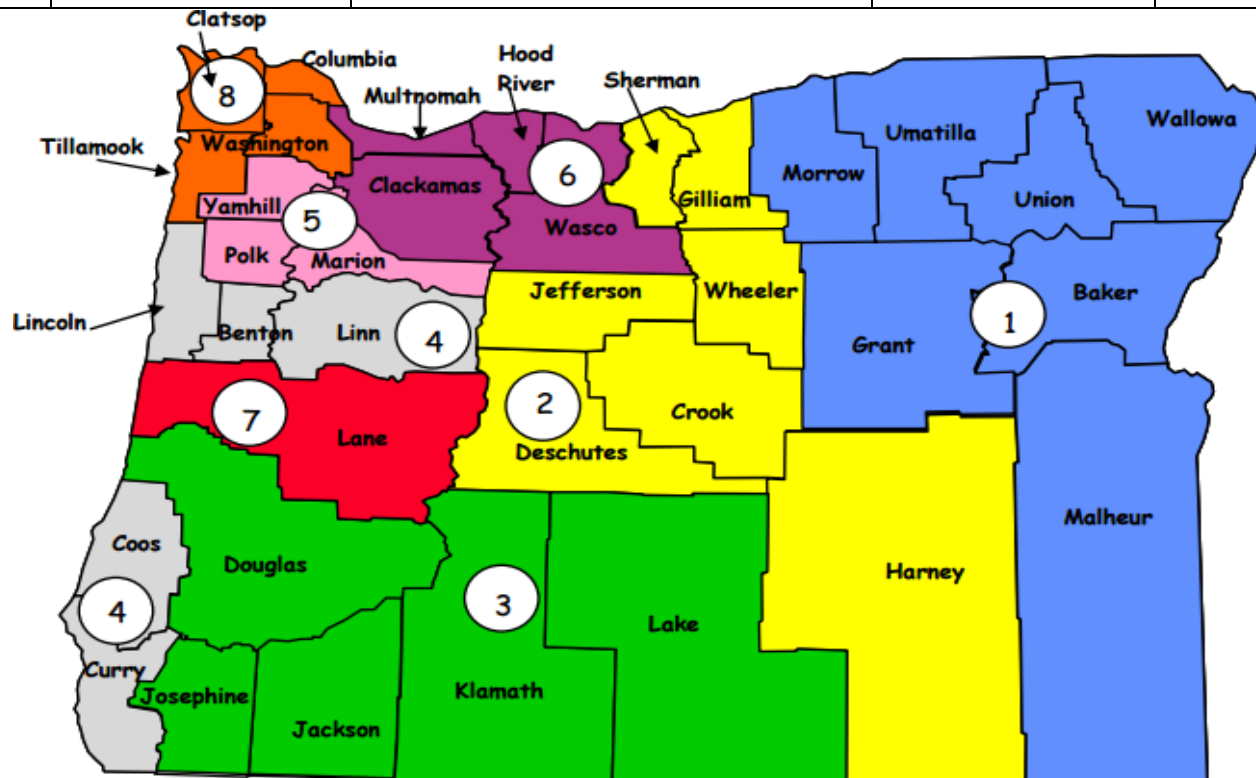 Clatsop
Columbia
Hood
River
Sherman
Multnomah
8
Tillamook
Washington
Umatilla
Wallowa
Morrow
Clackamas
6
Union
Yamhill
Gilliam
5
Wasco
Polk
Marion
Jefferson
Wheeler
Baker
Lincoln
Benton
Linn
4
1
Grant
7
2
Crook
Lane
Deschutes
Malheur
Coos
Douglas
Harney
4
3
Lake
Curry
Josephine
Klamath
Jackson